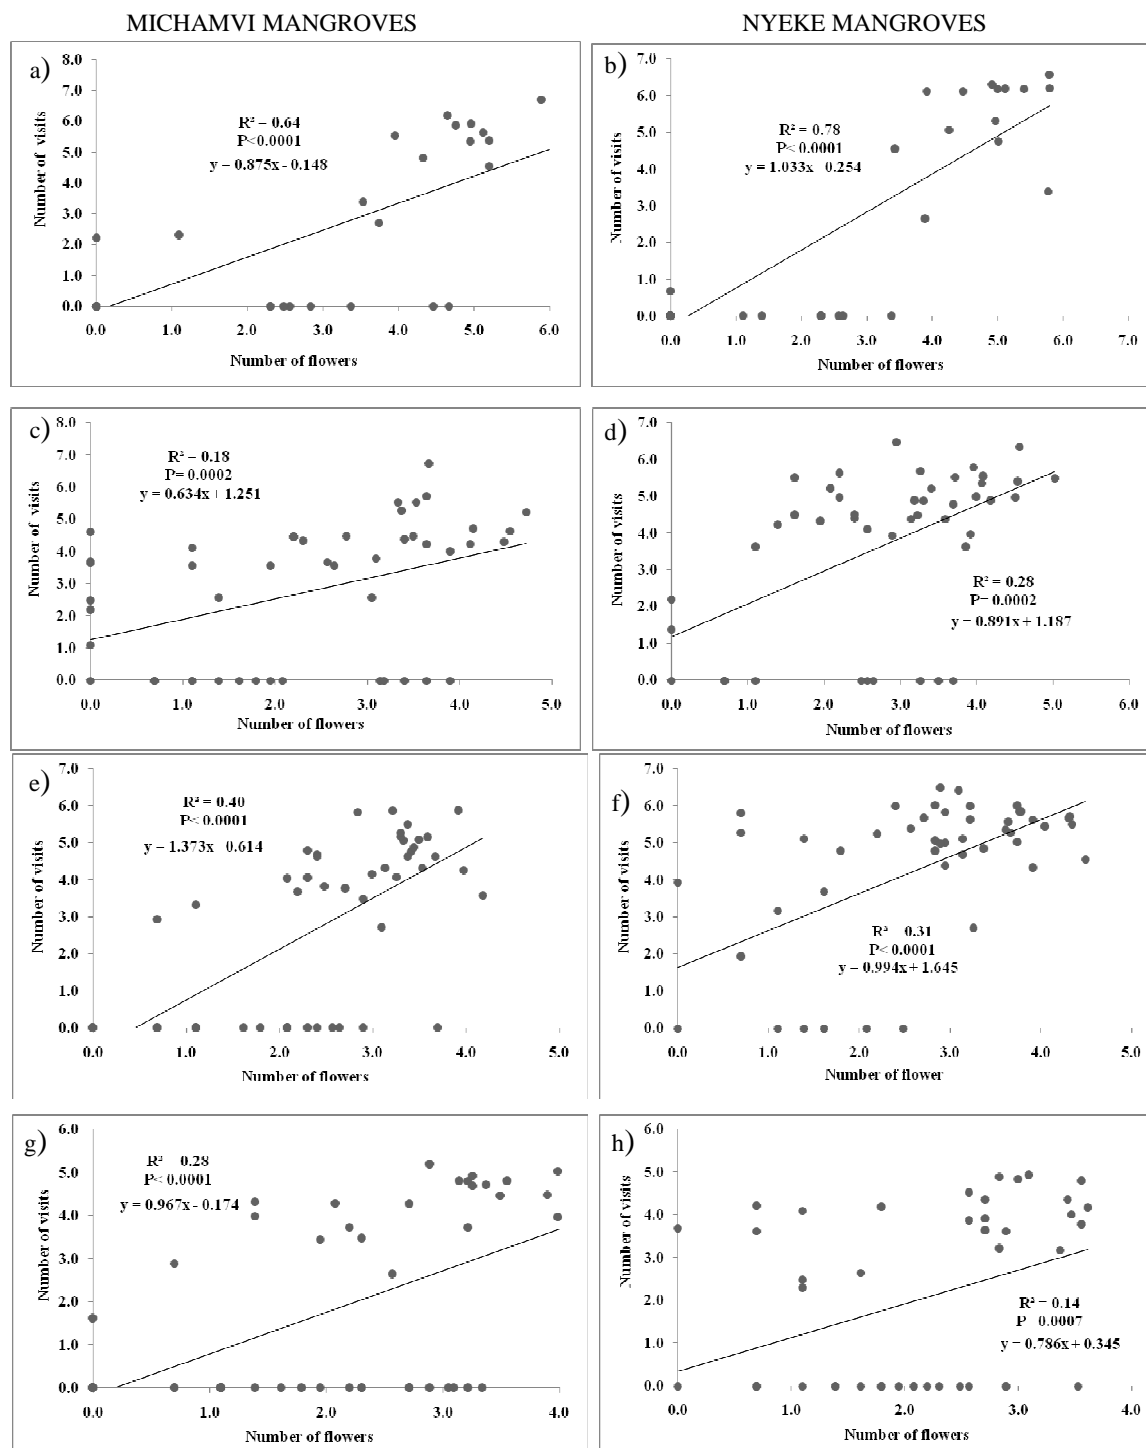 MICHAMVI MANGROVES
NYEKE MANGROVES
a)
8.0
7.0
6.0
5.0
4.0
3.0
2.0
1.0
0.0
Number of visits
R² = 0.64
P<0.0001
y = 0.875x - 0.148
0.0 1.0 2.0 3.0 4.0 5.0 6.0
Number of flowers
b)
7.0
6.0
5.0
4.0
3.0
2.0
1.0
0.0
Number of visits
R² = 0.78
P< 0.0001
y = 1.033x 0.254
0.0 1.0 2.0 3.0 4.0 5.0 6.0 7.0
Number of flowers
c)
8.0
7.0
6.0
5.0
4.0
3.0
2.0
1.0
0.0
Number of visits
R² = 0.18
P= 0.0002
y = 0.634x + 1.251
0.0 1.0 2.0 3.0 4.0 5.0
Number of flowers
d)
7.0
6.0
5.0
4.0
3.0
2.0
1.0
0.0
Number of visits
R² = 0.28
P= 0.0002
y = 0.891x + 1.187
0.0 1.0 2.0 3.0 4.0 5.0 6.0
Number of flowers
e)
7.0
6.0
5.0
4.0
3.0
2.0
1.0
0.0
Number of visits
R² = 0.40
P< 0.0001
y = 1.373x 0.614
0.0 1.0 2.0 3.0 4.0 5.0
Number of flowers
f)
7.0
6.0
5.0
4.0
3.0
2.0
1.0
0.0
Number of visits
R² = 0.31
P< 0.0001
y = 0.994x + 1.645
0.0 1.0 2.0 3.0 4.0 5.0
Number of flower
g)
6.0
5.0
4.0
3.0
2.0
1.0
0.0
Number of visits
R² = 0.28
P< 0.0001
y = 0.967x - 0.174
0.0 1.0 2.0 3.0 4.0
Number of flowers
h)
6.0
5.0
4.0
3.0
2.0
1.0
0.0
Number of visits
R² = 0.14
P = 0.0007
y = 0.786x + 0.345
0.0 1.0 2.0 3.0 4.0
Number of flowers